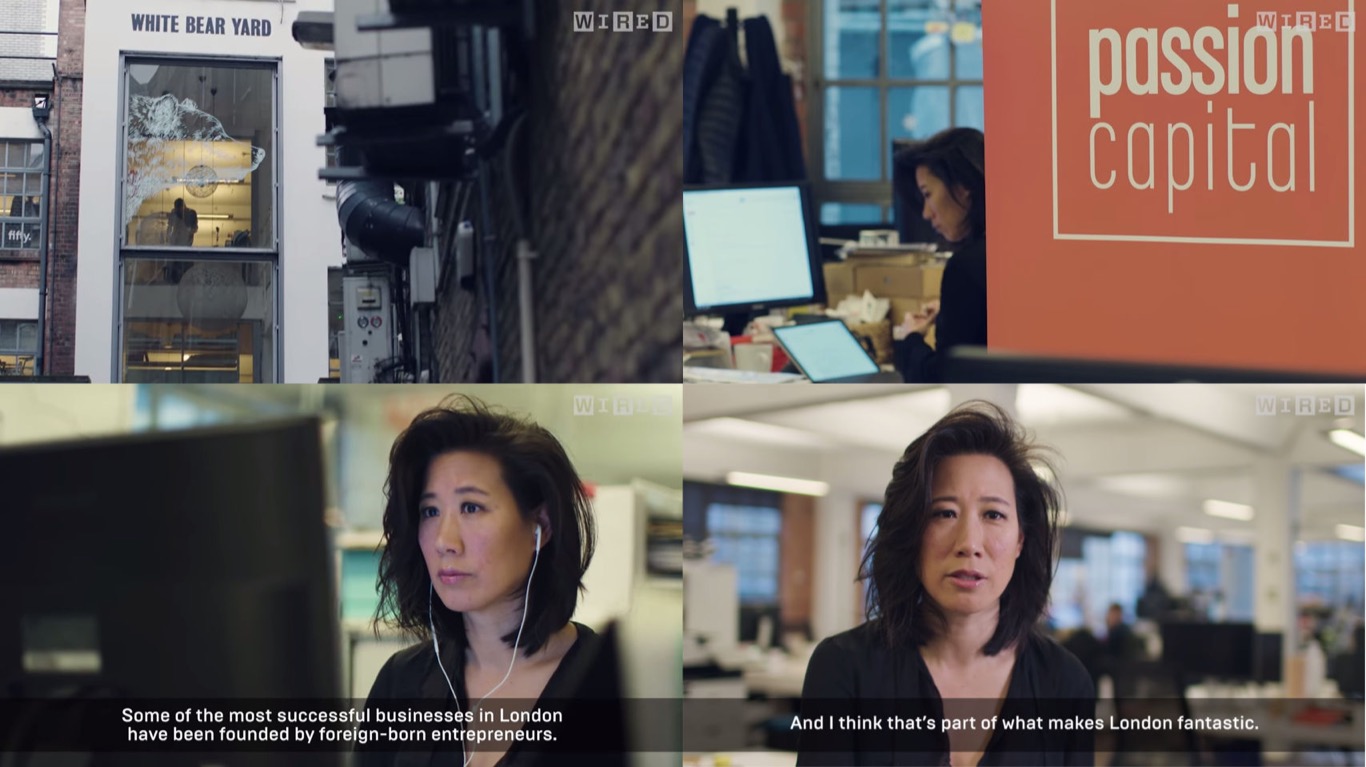 WHITE BEAR YARD
WIRED
fifty.
WIRED
passion
capital
WIRED
Some of the most successful businesses in London
have been founded by foreign-born entrepreneurs.
WIRED
And I think that's part of what makes London fantastic.